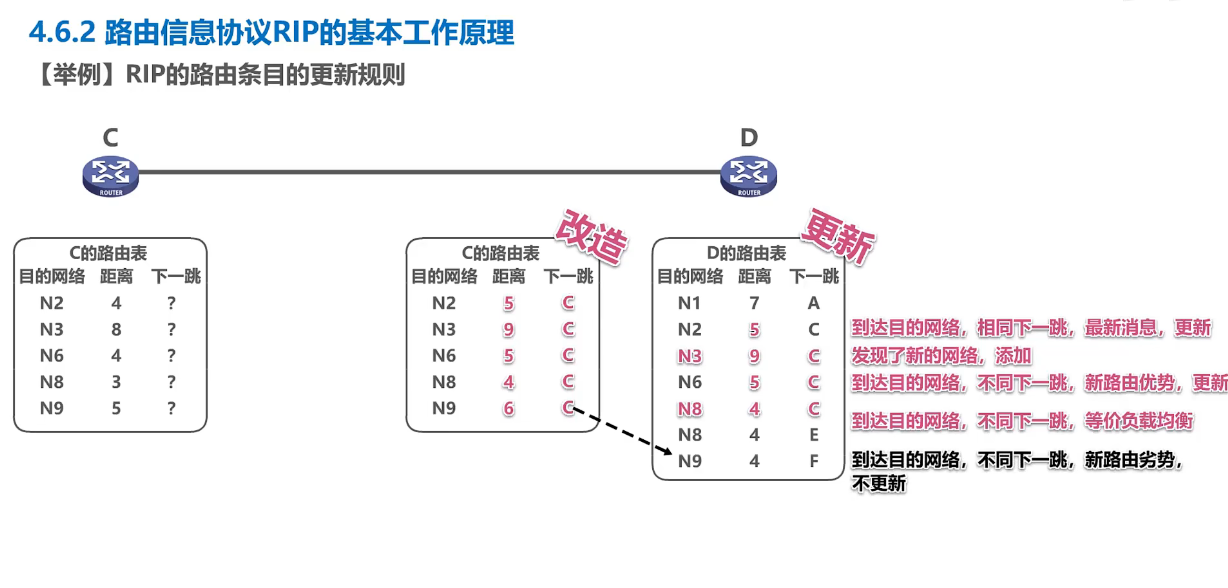 4.6.2 路由信息协议RIP的基本工作原理
【举例】RIP的路由条目的更新规则
C
D
ROUTER
ROUTER
C的路由表
目的网络 距离 下一跳
N2 4 ?
N3 8 ?
N6 4 ?
N8 3 ?
N9 5 ?
改造
C的路由表
目的网络 距离 下一跳
N2 5 C
N3 9 C
N6 5 C
N8 4 C
N9 6 C
更新
D的路由表
目的网络 距离 下一跳
N1 7 A
N2 5 C
N3 9 C
N6 5 C
N8 4 C
N8 4 E
N9 4 F
到达目的网络，相同下一跳，最新消息，更新
发现了新的网络，添加
到达目的网络，不同下一跳，新路由优势，更新
到达目的网络，不同下一跳，等价负载均衡
到达目的网络，不同下一跳，新路由劣势，
不更新